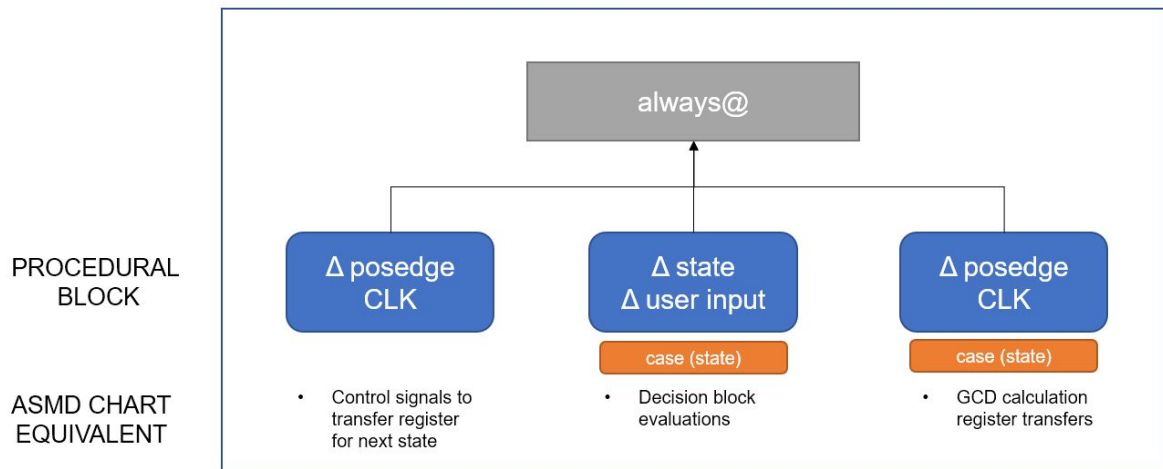 always@
PROCEDURAL
BLOCK
Δ posedge
CLK
Δ state
Δ user input
Δ posedge
CLK
case (state)
case (state)
ASMD CHART
EQUIVALENT
• Control signals to
transfer register
for next state
• Decision block
evaluations
• GCD calculation
register transfers